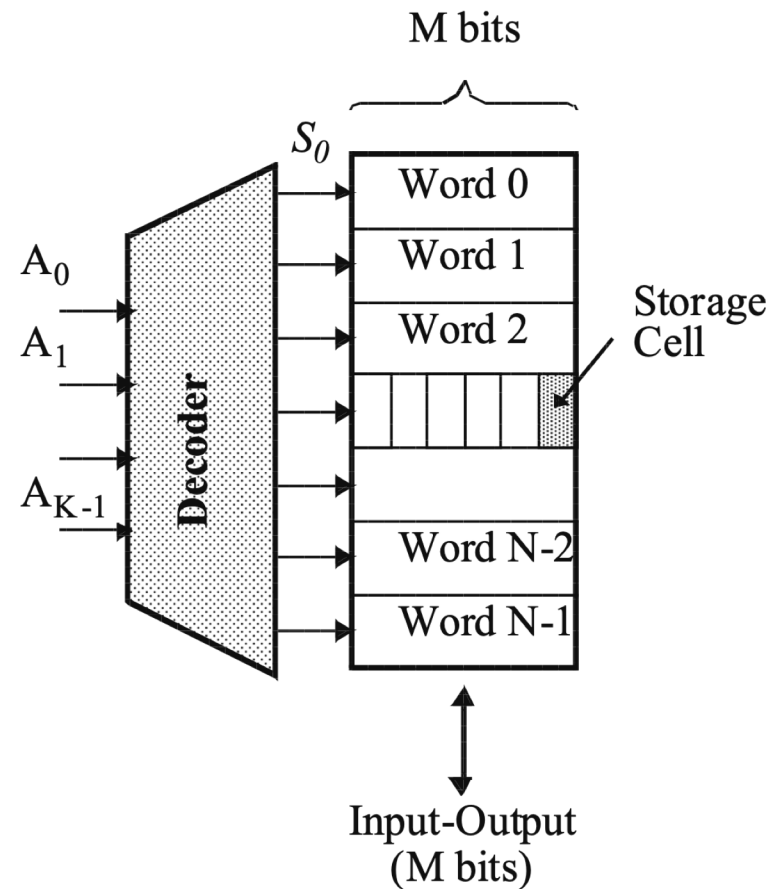 M bits
S0
Word 0
Word 1
Word 2
Word N-2
Word N-1
A0
A1
AK-1
Decoder
Storage
Cell
Input-Output
(M bits)